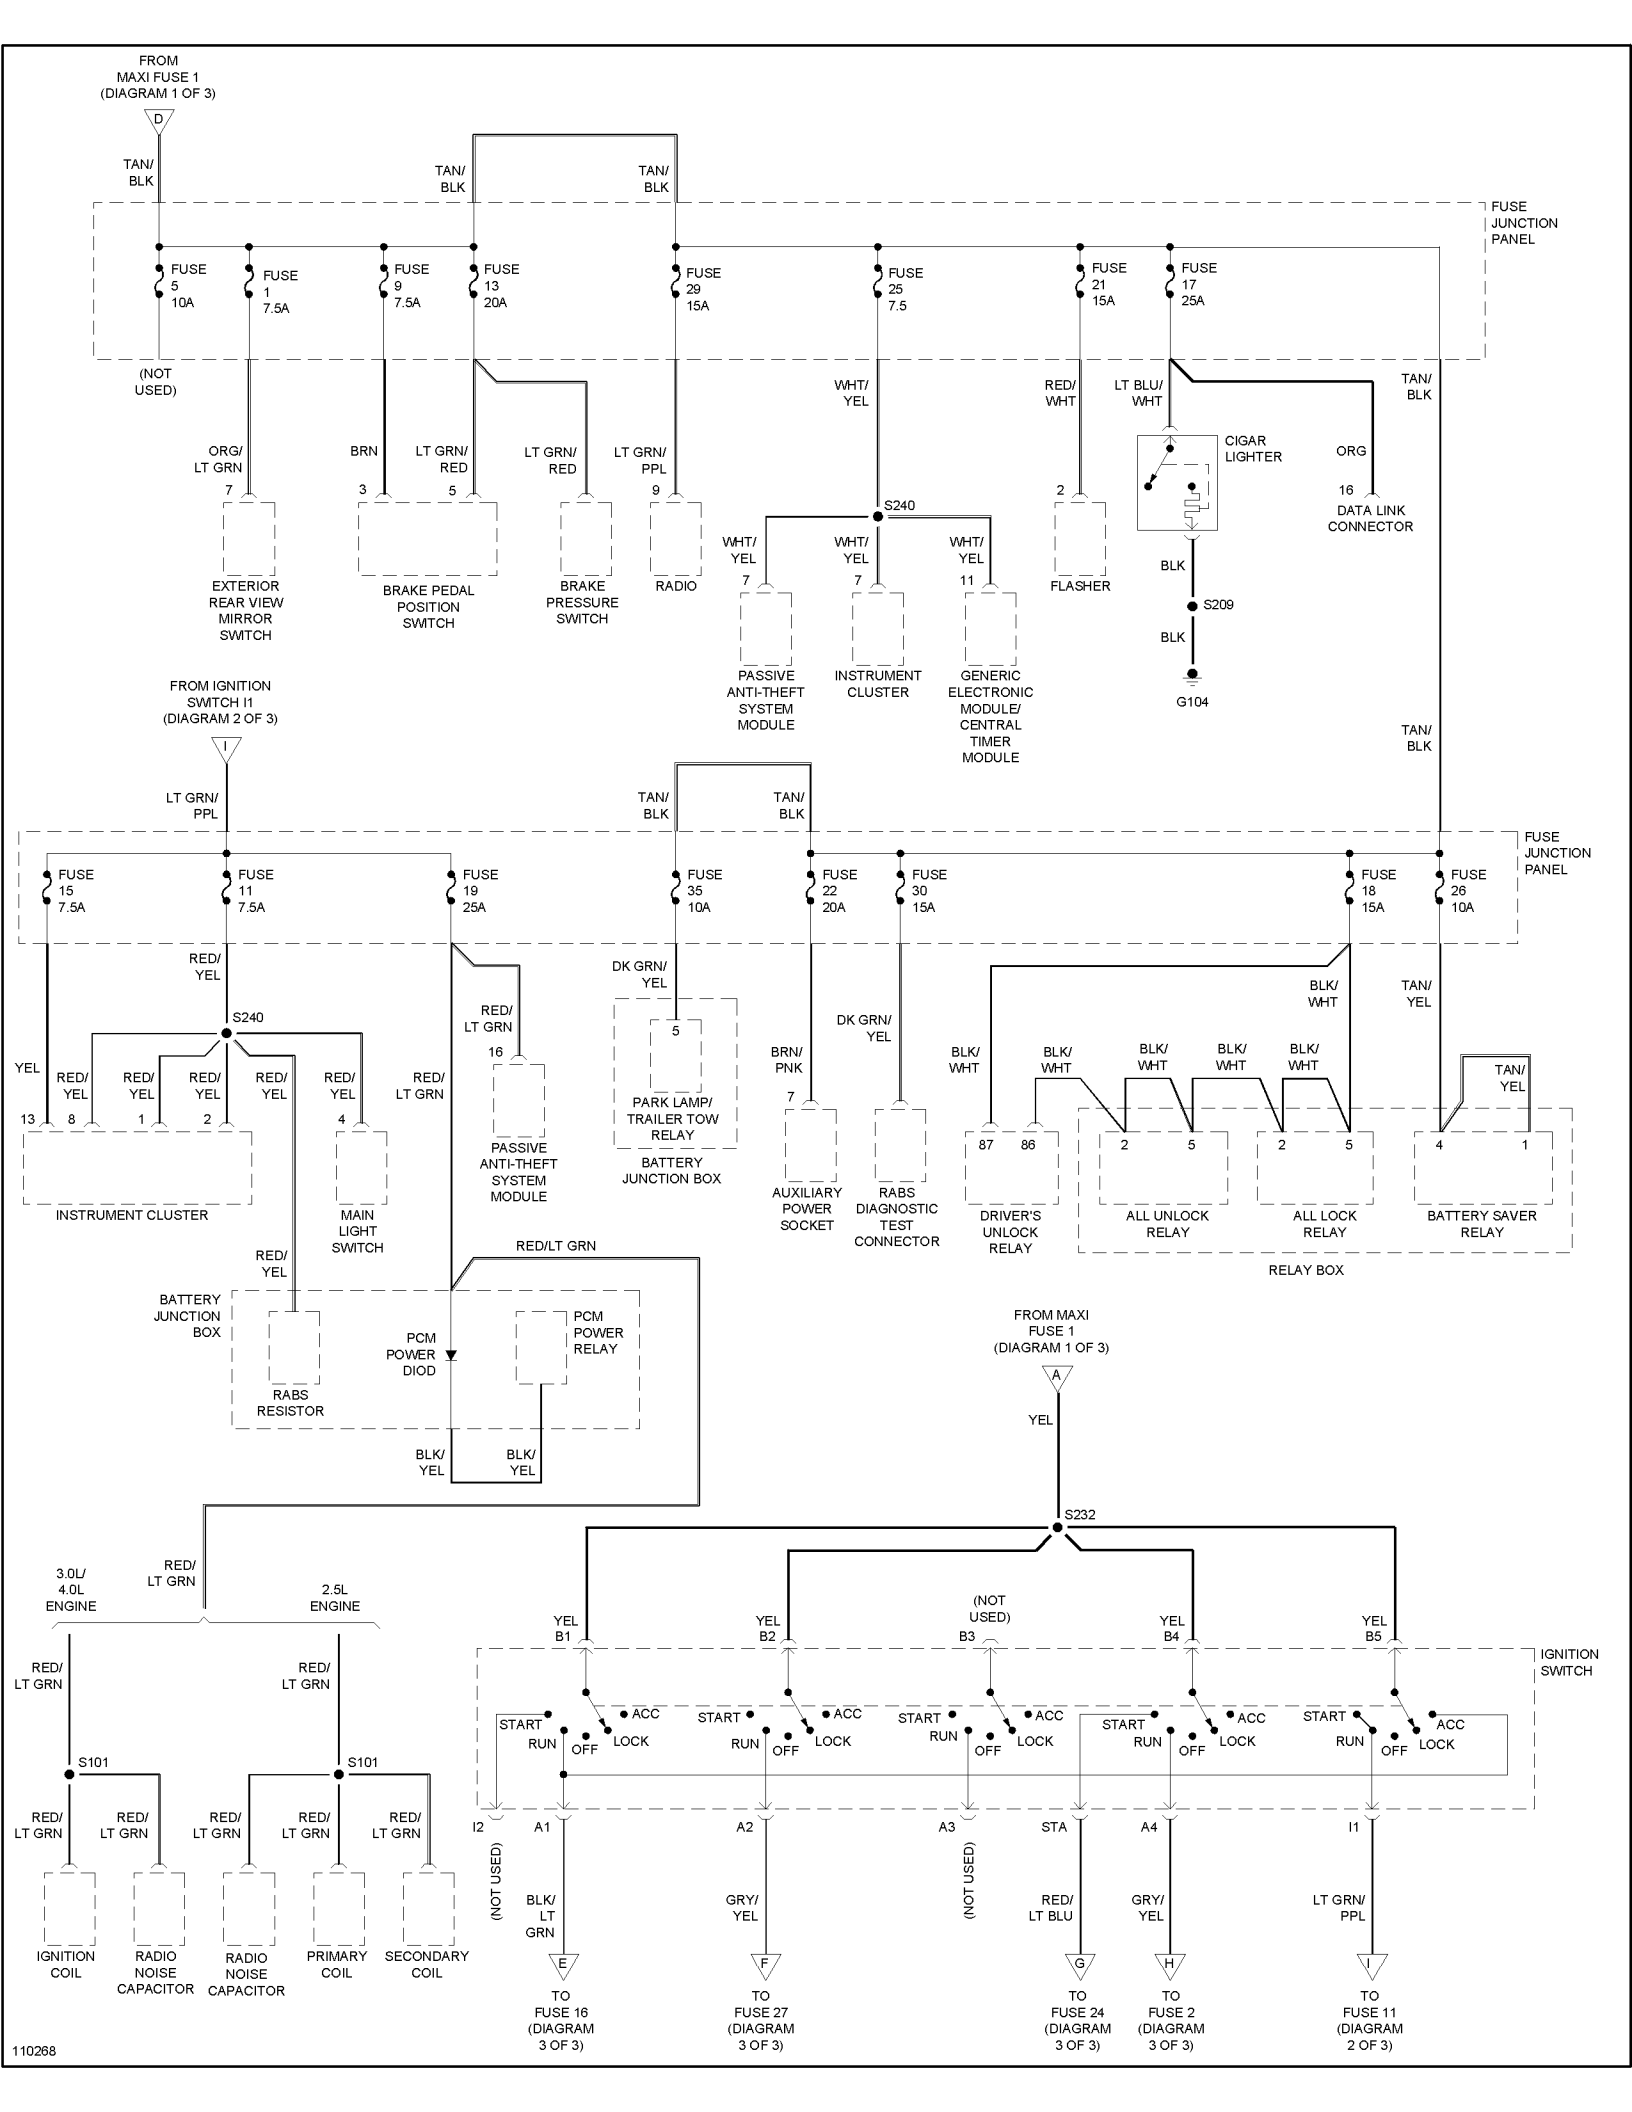 FROM
MAXI FUSE 1
(DIAGRAM 1 OF 3)
D
TAN/
BLK
TAN/
BLK
TAN/
BLK
FUSE
JUNCTION
PANEL
FUSE
5
10A
FUSE
1
7.5A
FUSE
9
7.5A
FUSE
13
20A
FUSE
29
15A
FUSE
25
7.5
FUSE
21
15A
FUSE
17
25A
(NOT
USED)
ORG/
LT GRN
BRN
LT GRN/
RED
LT GRN/
RED
LT GRN/
PPL
WHT/
YEL
RED/
WHT
LT BLU/
WHT
TAN/
BLK
CIGAR
LIGHTER
ORG
7
3
5
9
S240
2
16
DATA LINK
CONNECTOR
WHT/
YEL
WHT/
YEL
WHT/
YEL
7
7
11
EXTERIOR
REAR VIEW
MIRROR
SWITCH
BRAKE PEDAL
POSITION
SWITCH
BRAKE
PRESSURE
SWITCH
RADIO
FLASHER
BLK
S209
BLK
G104
PASSIVE
ANTI-THEFT
SYSTEM
MODULE
INSTRUMENT
CLUSTER
GENERIC
ELECTRONIC
MODULE/
CENTRAL
TIMER
MODULE
TAN/
BLK
FROM IGNITION
SWITCH I1
(DIAGRAM 2 OF 3)
I
LT GRN/
PPL
TAN/
BLK
TAN/
BLK
FUSE
JUNCTION
PANEL
FUSE
15
7.5A
FUSE
11
7.5A
FUSE
19
25A
FUSE
35
10A
FUSE
22
20A
FUSE
30
15A
FUSE
18
15A
FUSE
26
10A
RED/
YEL
S240
DK GRN/
YEL
RED/
LT GRN
DK GRN/
YEL
BLK/
WHT
TAN/
YEL
YEL
RED/
YEL
RED/
YEL
RED/
YEL
RED/
YEL
RED/
YEL
RED/
LT GRN
16
5
BRN/
PNK
BLK/
WHT
BLK/
WHT
BLK/
WHT
BLK/
WHT
BLK/
WHT
TAN/
YEL
13
8
1
2
4
7
PARK LAMP/
TRAILER TOW
RELAY
BATTERY
JUNCTION BOX
87
86
2
5
2
5
4
1
INSTRUMENT CLUSTER
MAIN
LIGHT
SWITCH
PASSIVE
ANTI-THEFT
SYSTEM
MODULE
AUXILIARY
POWER
SOCKET
RABS
DIAGNOSTIC
TEST
CONNECTOR
DRIVER'S
UNLOCK
RELAY
ALL UNLOCK
RELAY
ALL LOCK
RELAY
BATTERY SAVER
RELAY
RELAY BOX
RED/
YEL
RED/LT GRN
BATTERY
JUNCTION
BOX
RABS
RESISTOR
PCM
POWER
DIOD
PCM
POWER
RELAY
BLK/
YEL
BLK/
YEL
FROM MAXI
FUSE 1
(DIAGRAM 1 OF 3)
A
YEL
S232
RED/
LT GRN
3.0L/
4.0L
ENGINE
2.5L
ENGINE
YEL
B1
YEL
B2
(NOT
USED)
B3
YEL
B4
YEL
B5
IGNITION
SWITCH
RED/
LT GRN
RED/
LT GRN
START
RUN
OFF
LOCK
ACC
START
RUN
OFF
LOCK
ACC
START
RUN
OFF
LOCK
ACC
START
RUN
OFF
LOCK
ACC
START
RUN
OFF
LOCK
ACC
S101
S101
RED/
LT GRN
RED/
LT GRN
RED/
LT GRN
RED/
LT GRN
RED/
LT GRN
I2
A1
A2
A3
STA
A4
I1
(NOT USED)
(NOT USED)
BLK/
LT
GRN
GRY/
YEL
RED/
LT BLU
GRY/
YEL
LT GRN/
PPL
IGNITION
COIL
RADIO
NOISE
CAPACITOR
RADIO
NOISE
CAPACITOR
PRIMARY
COIL
SECONDARY
COIL
E
F
G
H
I
TO
FUSE 16
(DIAGRAM
3 OF 3)
TO
FUSE 27
(DIAGRAM
3 OF 3)
TO
FUSE 24
(DIAGRAM
3 OF 3)
TO
FUSE 2
(DIAGRAM
3 OF 3)
TO
FUSE 11
(DIAGRAM
2 OF 3)
110268